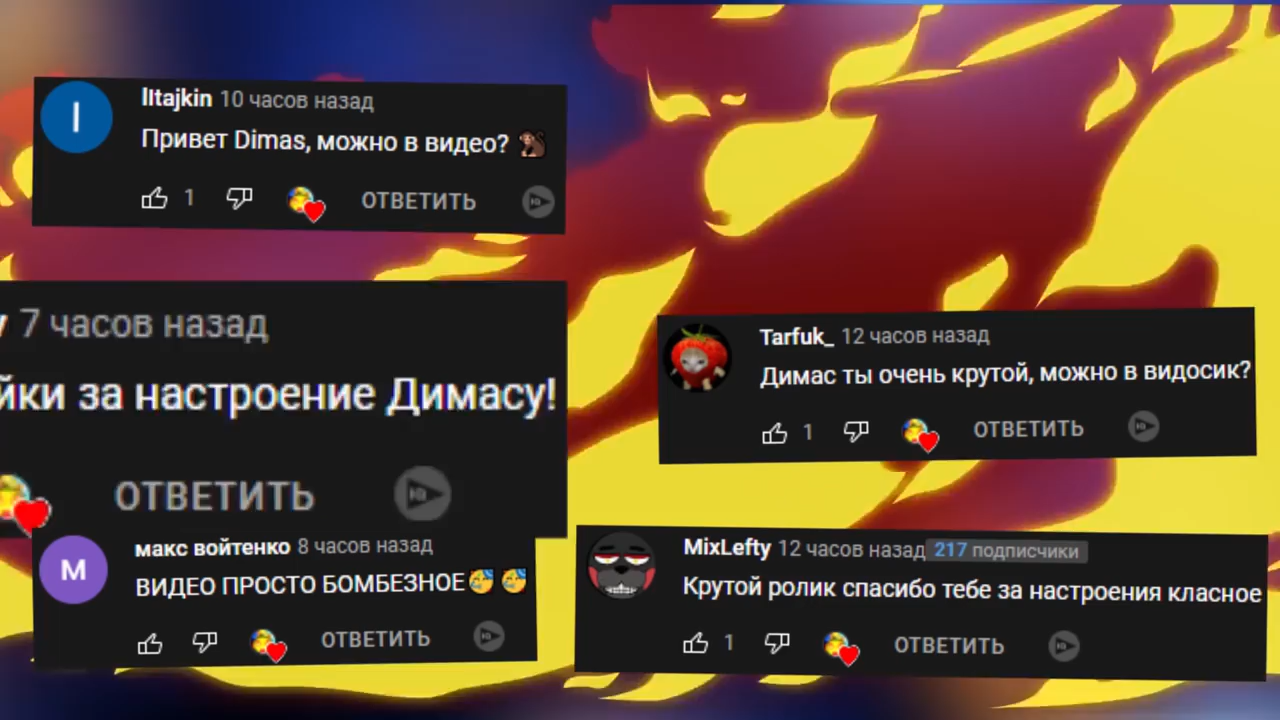 I
lltajkin 10 часов назад
Привет Dimas, можно в видео? 🐒
1 ОТВЕТИТЬ
7 часов назад
за настроение Димасу!
ОТВЕТИТЬ
Tarfuk_ 12 часов назад
Димас ты очень крутой, можно в видосик?
1 ОТВЕТИТЬ
М
макс войтенко 8 часов назад
ВИДЕО ПРОСТО БОМБЕЗНОЕ🥳 🥳
ОТВЕТИТЬ
MixLefty 12 часов назад 217 подписчики
Крутой ролик спасибо тебе за настроения класное
1 ОТВЕТИТЬ